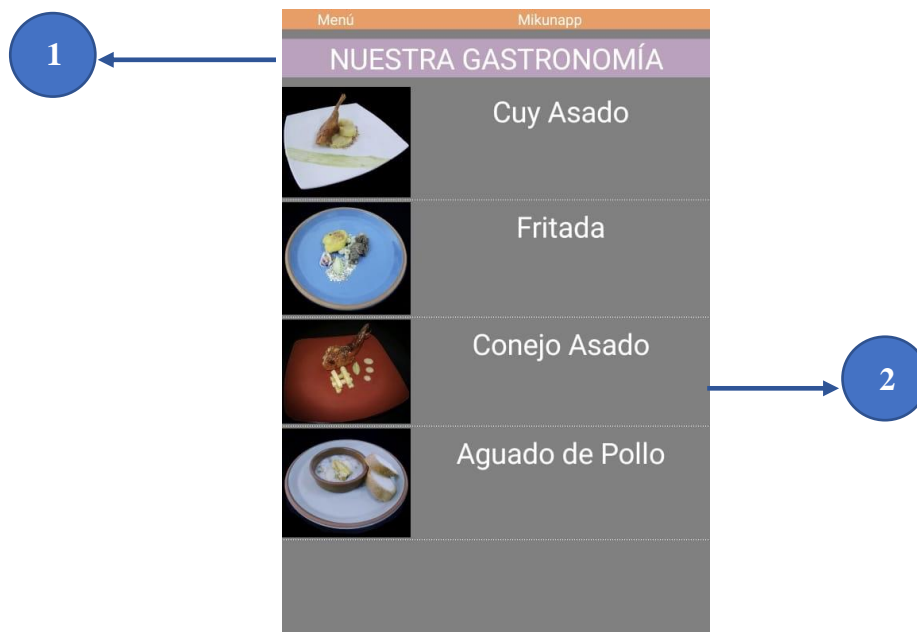 Menú Mikunapp
1
NUESTRA GASTRONOMÍA
Cuy Asado
Fritada
Conejo Asado
2
Aguado de Pollo